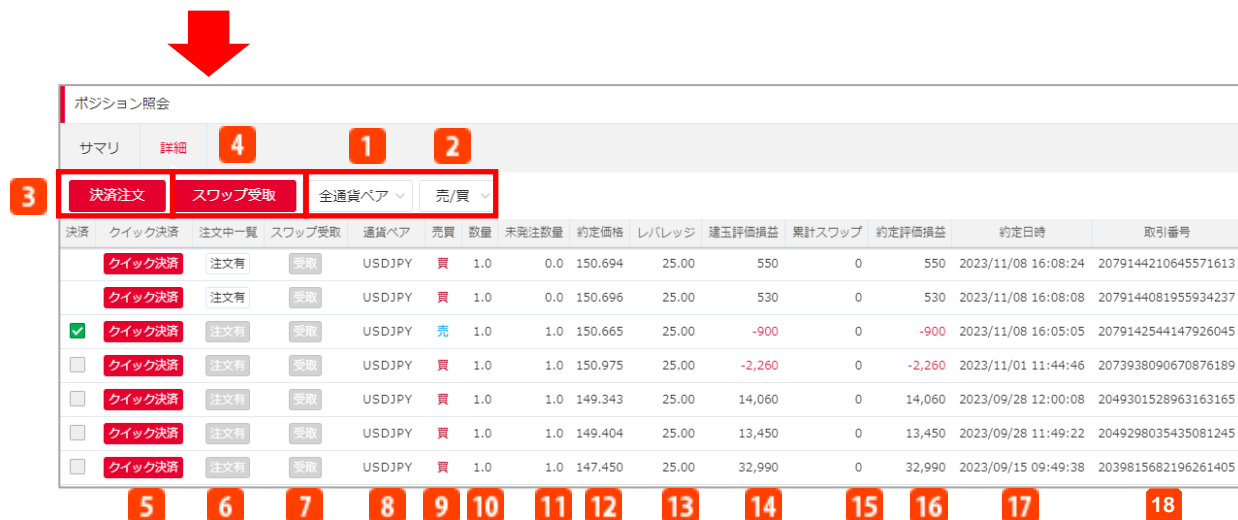 ポジション照会
サマリ 詳細 4 1 2
3 決済注文 スワップ受取 全通貨ペア 売/買
決済 クイック決済 注文中一覧 スワップ受取 通貨ペア 売買 数量 未発注数量 約定価格 レバレッジ 建玉評価損益 累計スワップ 約定評価損益 約定日時 取引番号
クイック決済 注文有 受取 USDJPY 買 1.0 0.0 150.694 25.00 550 0 550 2023/11/08 16:08:24 2079144210645571613
クイック決済 注文有 受取 USDJPY 買 1.0 0.0 150.696 25.00 530 0 530 2023/11/08 16:08:08 2079144081955934237
クイック決済 注文有 受取 USDJPY 売 1.0 1.0 150.665 25.00 -900 0 -900 2023/11/08 16:05:05 2079142544147926045
クイック決済 注文有 受取 USDJPY 買 1.0 1.0 150.975 25.00 -2,260 0 -2,260 2023/11/01 11:44:46 2073938090670876189
クイック決済 注文有 受取 USDJPY 買 1.0 1.0 149.343 25.00 14,060 0 14,060 2023/09/28 12:00:08 2049301528963163165
クイック決済 注文有 受取 USDJPY 買 1.0 1.0 149.404 25.00 13,450 0 13,450 2023/09/28 11:49:22 2049298035435081245
クイック決済 注文有 受取 USDJPY 買 1.0 1.0 147.450 25.00 32,990 0 32,990 2023/09/15 09:49:38 2039815682196261405
5 6 7 8 9 10 11 12 13 14 15 16 17 18